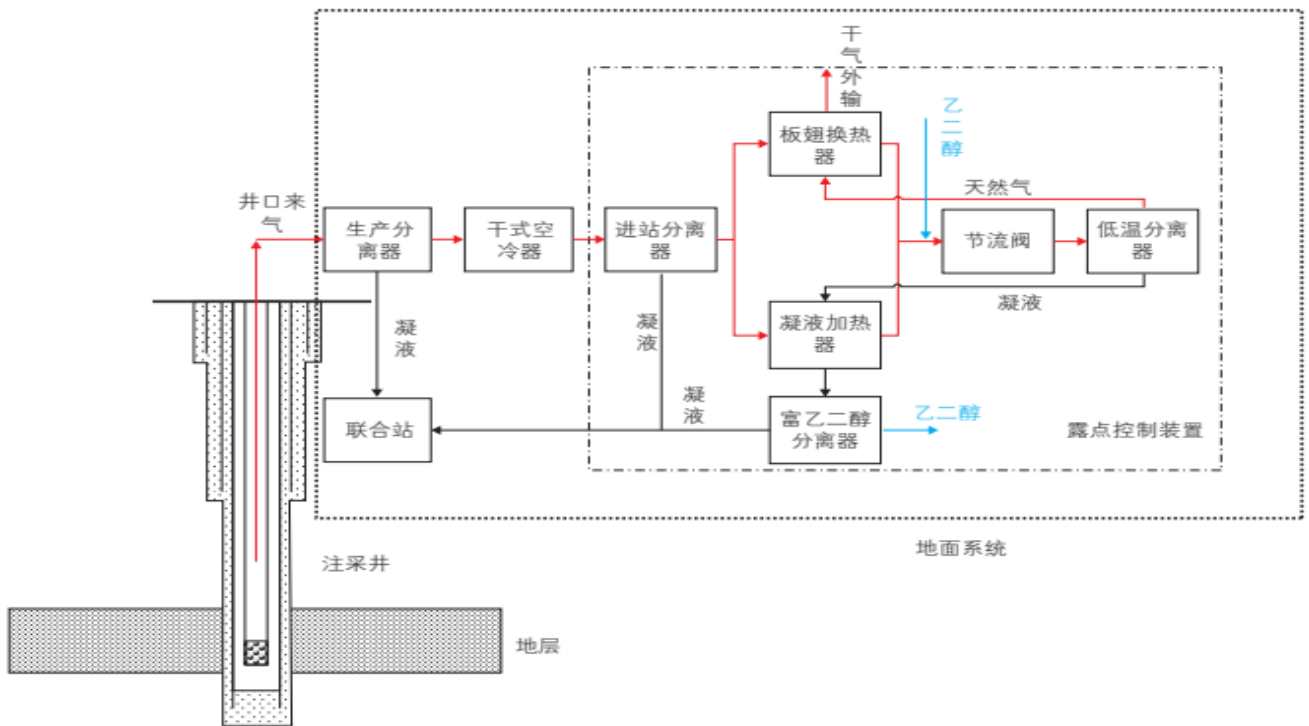 干
气
外
输
乙
二
醇
板翅换热
器
天然气
井口来
气
生产分
离器
干式空
冷器
进站分离
器
节流阀
低温分离
器
凝液
凝
液
凝
液
凝液加热
器
凝
液
联合站
富乙二醇
分离器
乙二醇
露点控制装置
地面系统
注采井
地层